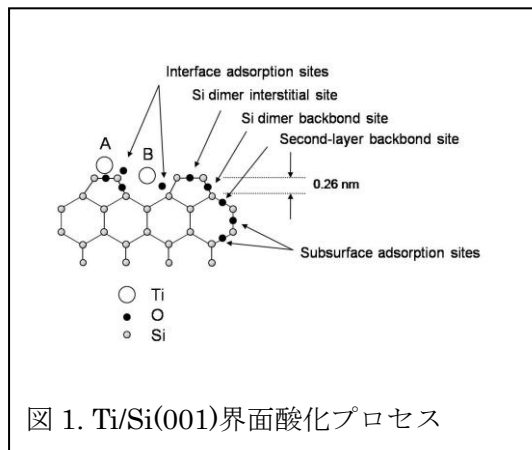 Interface adsorption sites
Si dimer interstitial site
Si dimer backbond site
Second-layer backbond site
A
B
0.26 nm
Subsurface adsorption sites
Ti
O
Si
図 1. Ti/Si(001)界面酸化プロセス